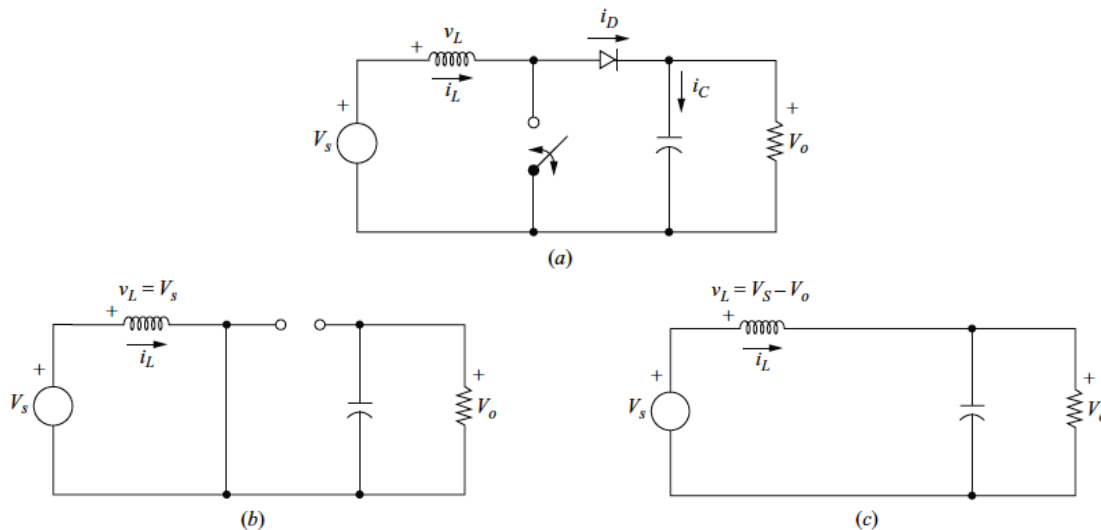 i_D
+ v_L
i_L
i_C
+
V_s
+
V_o
(a)
v_L = V_s
+
i_L
+
V_s
+
V_o
(b)
v_L = V_S − V_o
+
i_L
+
V_s
+
(c)